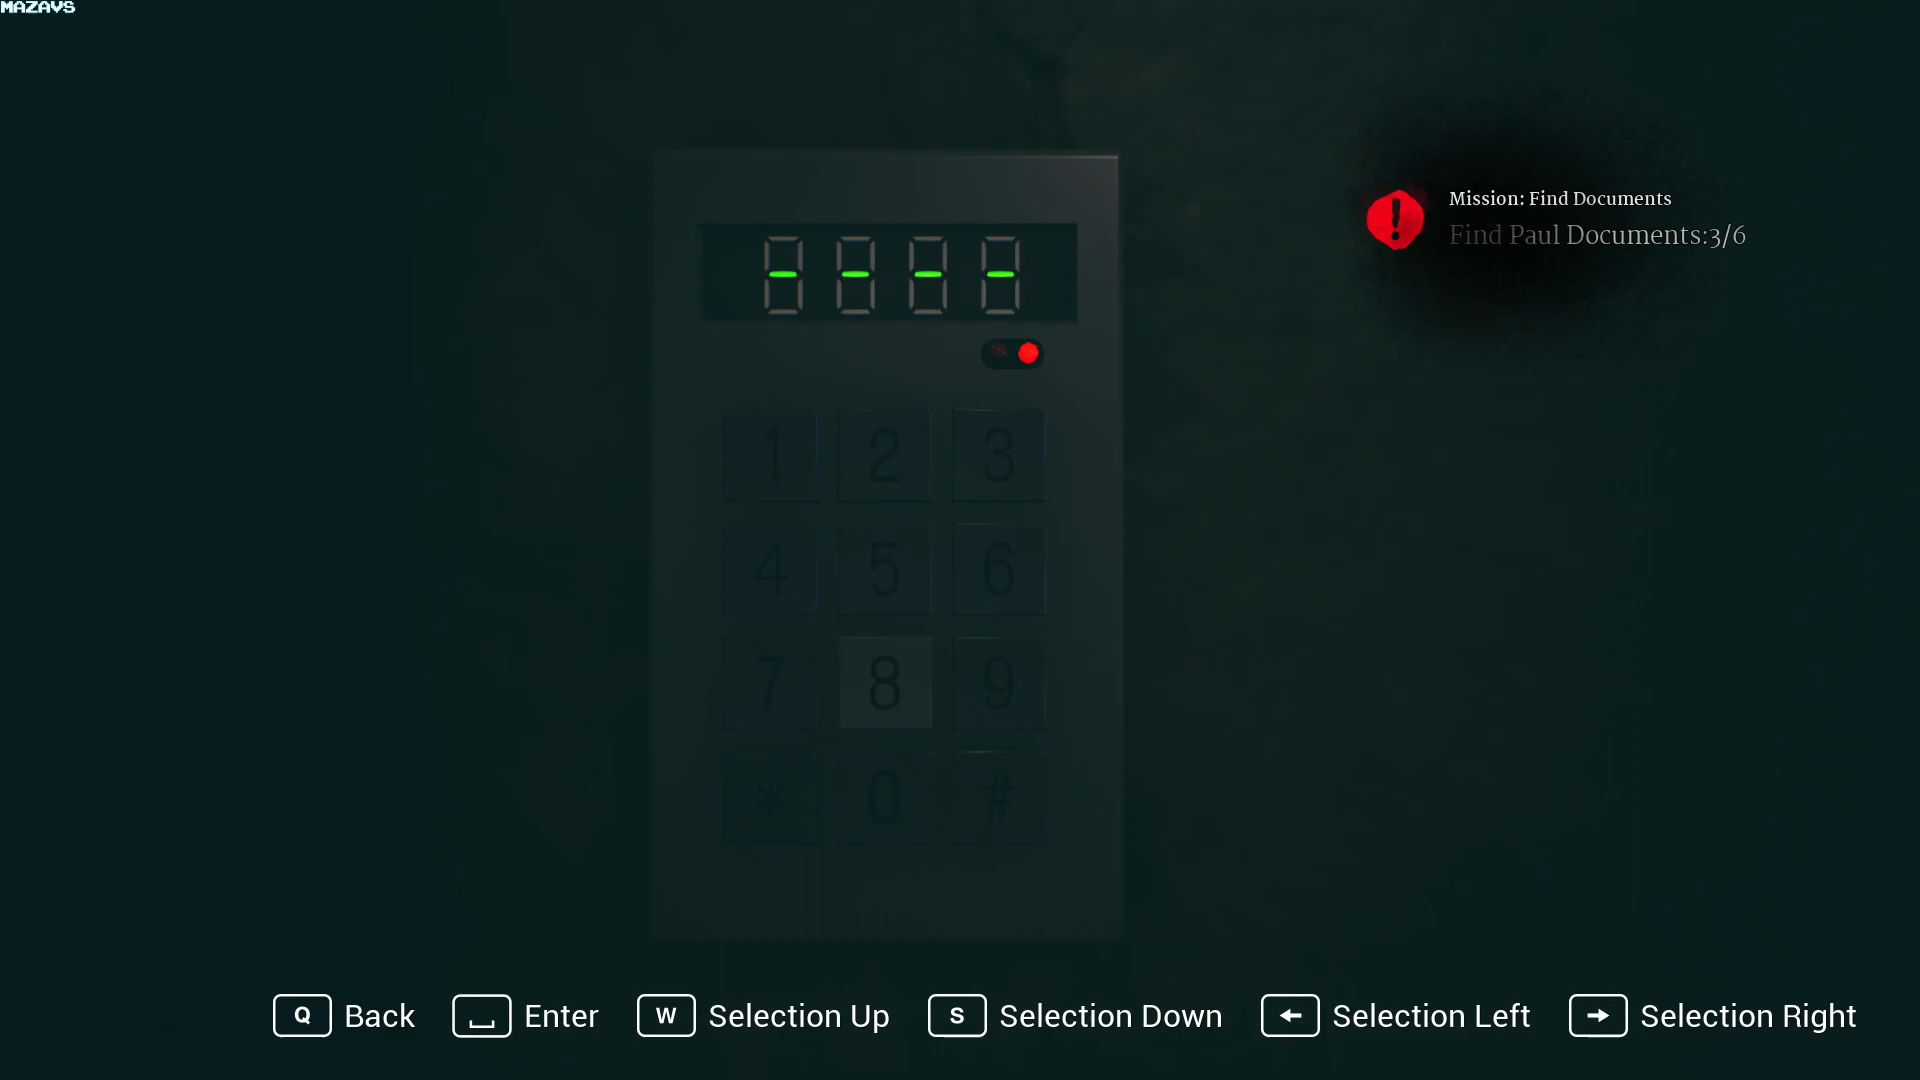 MAZAVS
Mission: Find Documents
Find Paul Documents:3/6
- - - -
1 2 3
4 5 6
7 8 9
* 0 #
Q Back Enter W Selection Up S Selection Down ← Selection Left → Selection Right